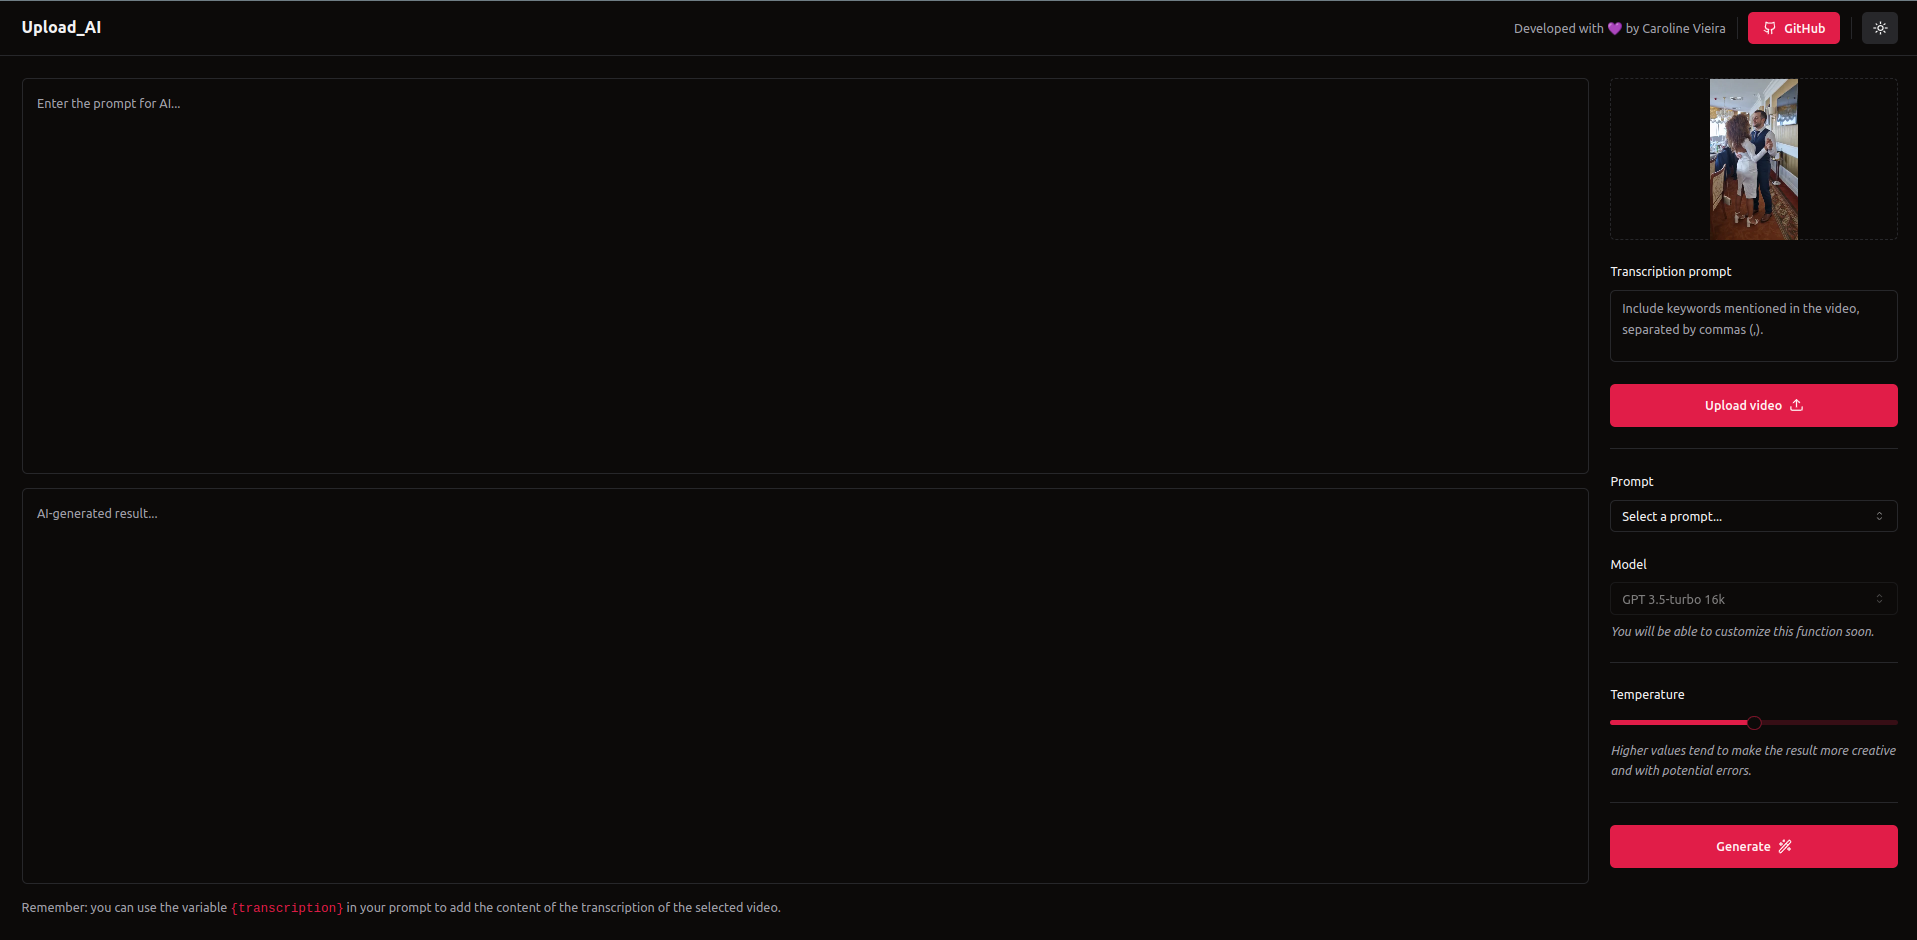 Upload_AI
Developed with 💜 by Caroline Vieira
GitHub
Enter the prompt for AI...
AI-generated result...
Remember: you can use the variable {transcription} in your prompt to add the content of the transcription of the selected video.
Transcription prompt
Include keywords mentioned in the video,
separated by commas (,).
Upload video
Prompt
Select a prompt...
Model
GPT 3.5-turbo 16k
You will be able to customize this function soon.
Temperature
Higher values tend to make the result more creative
and with potential errors.
Generate